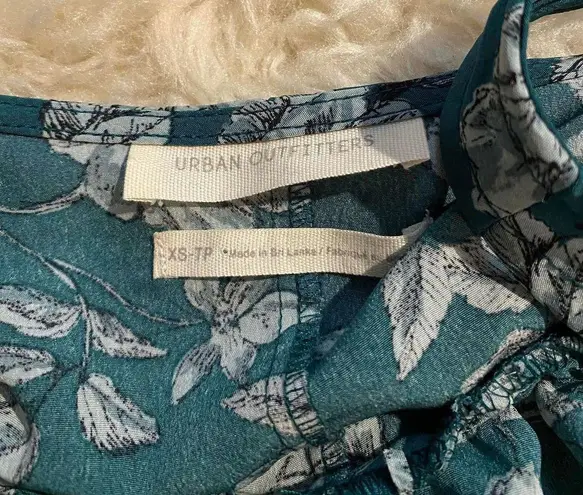 URBAN OUTFITTERS
XS-TP *Made in Sri Lanka / Fabriqué